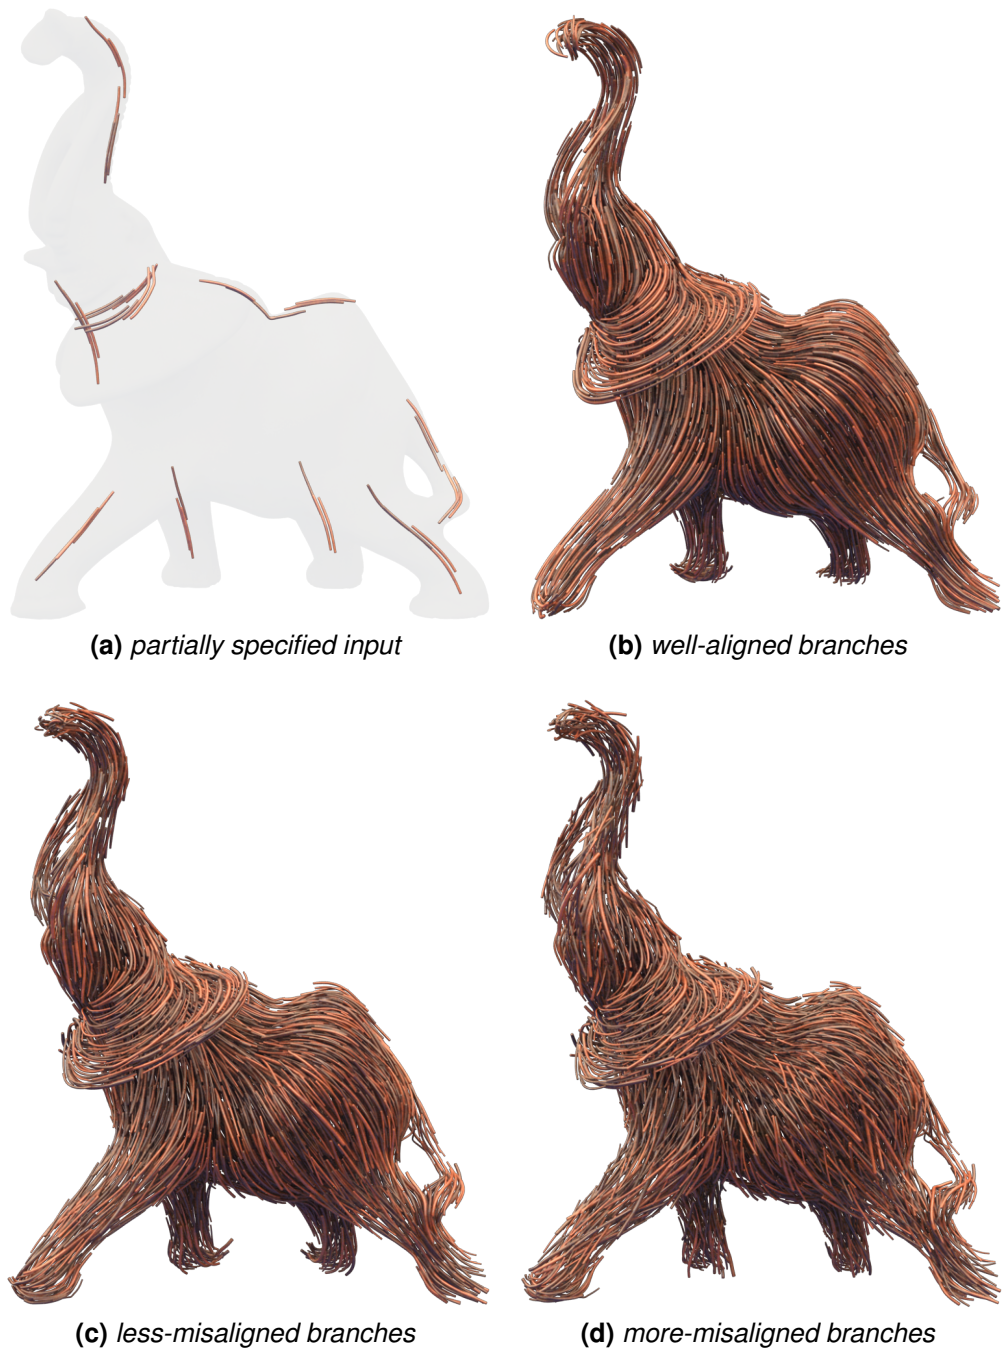 (a) partially specified input
(b) well-aligned branches
(c) less-misaligned branches
(d) more-misaligned branches